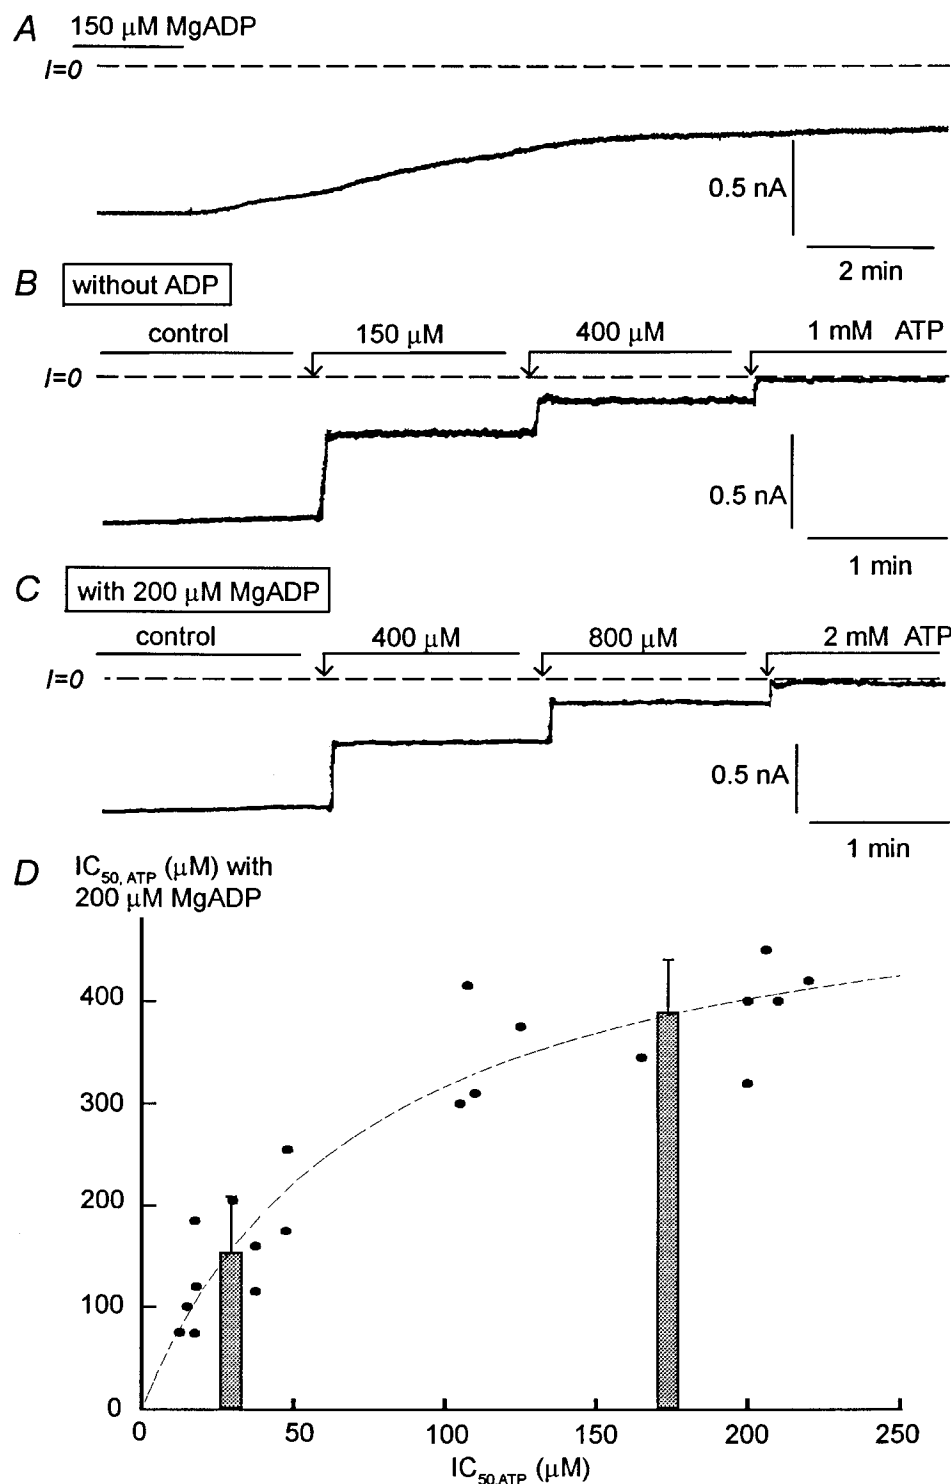 A 150 μM MgADP
I=0
0.5 nA
2 min
B without ADP
control 150 μM 400 μM 1 mM ATP
I=0
0.5 nA
1 min
C with 200 μM MgADP
control 400 μM 800 μM 2 mM ATP
I=0
0.5 nA
1 min
D IC50, ATP (μM) with
200 μM MgADP
400
300
200
100
0
0 50 100 150 200 250
IC50,ATP (μM)